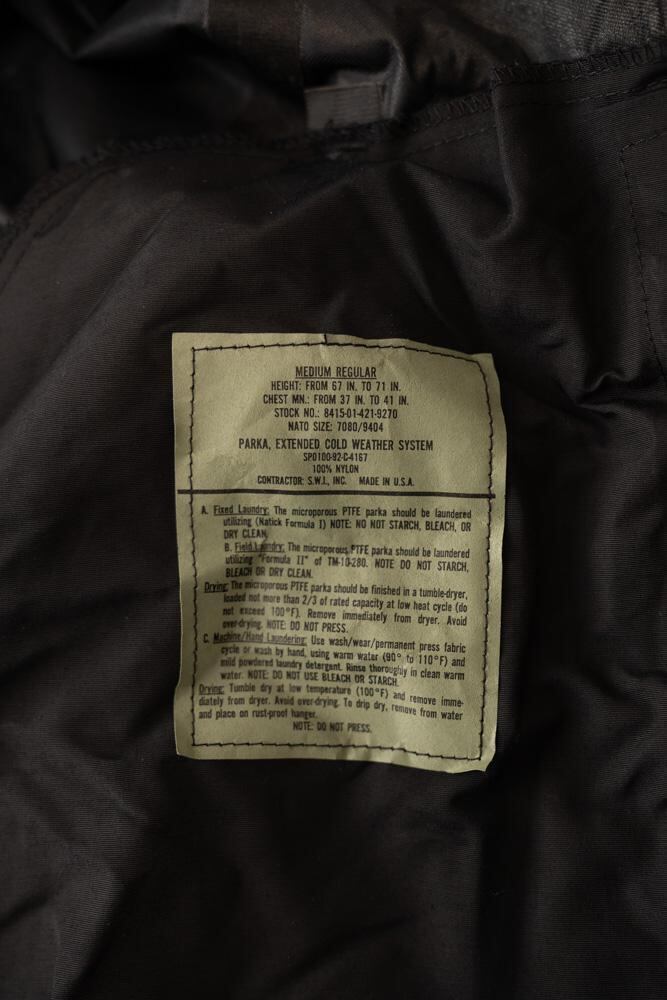 MEDIUM REGULAR
HEIGHT: FROM 67 IN. TO 71 IN.
CHEST MN.: FROM 37 IN. TO 41 IN.
STOCK NO.: 8415-01-421-9270
NATO SIZE: 7080/9404
PARKA, EXTENDED COLD WEATHER SYSTEM
SPO100-92-C-4167
100% NYLON
CONTRACTOR: S.W.I., INC. MADE IN U.S.A.
A. Fixed Laundry: The microporous PTFE parka should be laundered
utilizing (Natick Formula I) NOTE: NO NOT STARCH, BLEACH, OR
DRY CLEAN.
B. Field Laundry: The microporous PTFE parka should be laundered
utilizing "Formula II" of TM-10-280. NOTE DO NOT STARCH,
BLEACH OR DRY CLEAN.
Drying: The microporous PTFE parka should be finished in a tumble-dryer,
loaded not more than 2/3 of rated capacity at low heat cycle (do
not exceed 100°F). Remove immediately from dryer. Avoid
over-drying. NOTE: DO NOT PRESS.
C. Machine/Hand Laundering: Use wash/wear/permanent press fabric
cycle or wash by hand, using warm water (90° to 110°F) and
mild powdered laundry detergent. Rinse thoroughly in clean warm
water. NOTE: DO NOT USE BLEACH OR STARCH.
Drying: Tumble dry at low temperature (100°F) and remove imme-
diately from dryer. Avoid over-drying. To drip dry, remove from water
and place on rust-proof hanger.
NOTE: DO NOT PRESS.